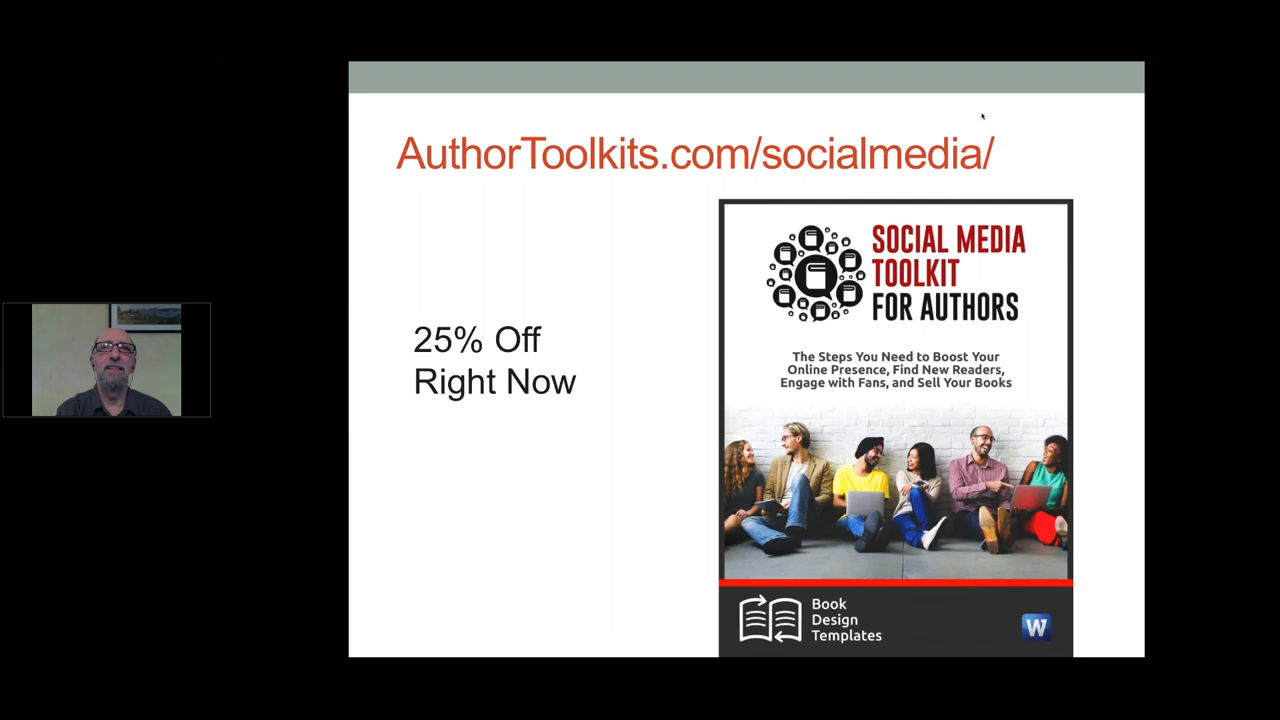 AuthorToolkits.com/socialmedia/
25% Off
Right Now
SOCIAL MEDIA
TOOLKIT
FOR AUTHORS
The Steps You Need to Boost Your
Online Presence, Find New Readers,
Engage with Fans, and Sell Your Books
Book
Design
Templates
W